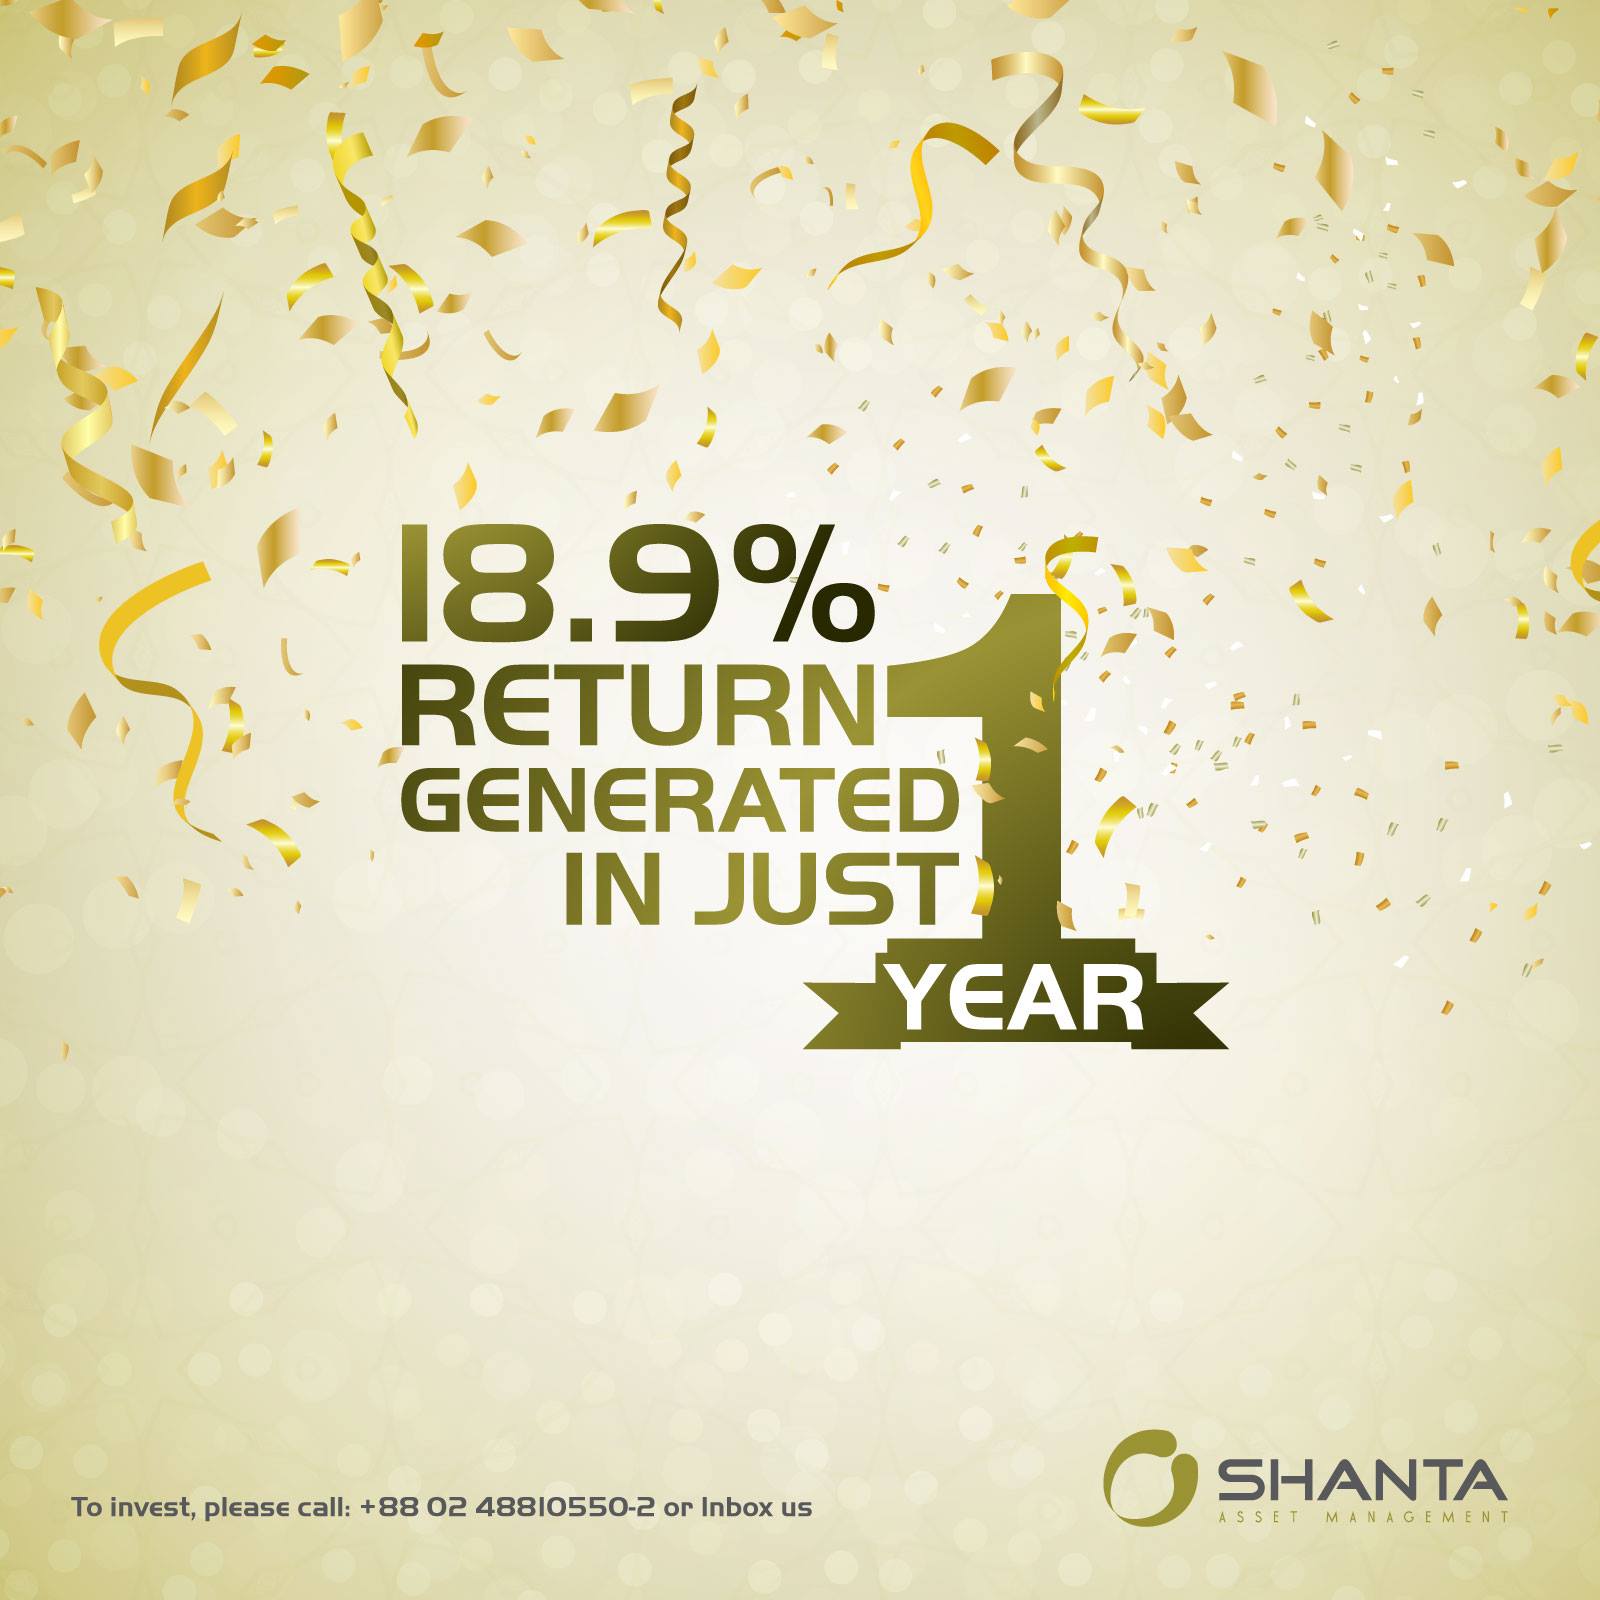 18.9%
RETURN
GENERATED
IN JUST 1
YEAR
To invest, please call: +88 02 48810550-2 or Inbox us
SHANTA
ASSET MANAGEMENT